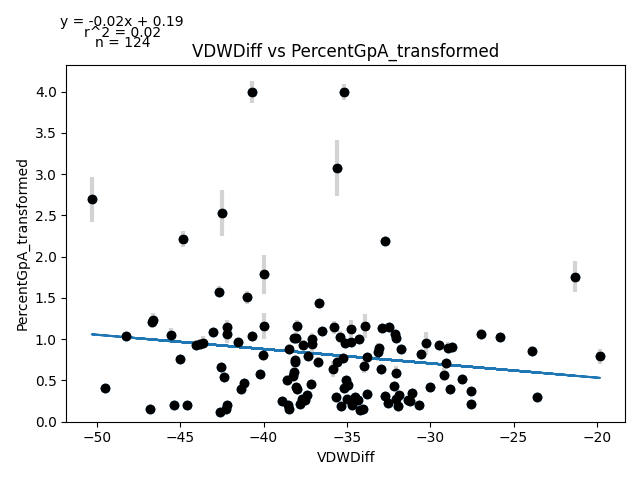 y = -0.02x + 0.19
r^2 = 0.02
n = 124
VDWDiff vs PercentGpA_transformed
PercentGpA_transformed
4.0
3.5
3.0
2.5
2.0
1.5
1.0
0.5
0.0
−50
−45
−40
−35
−30
−25
−20
VDWDiff